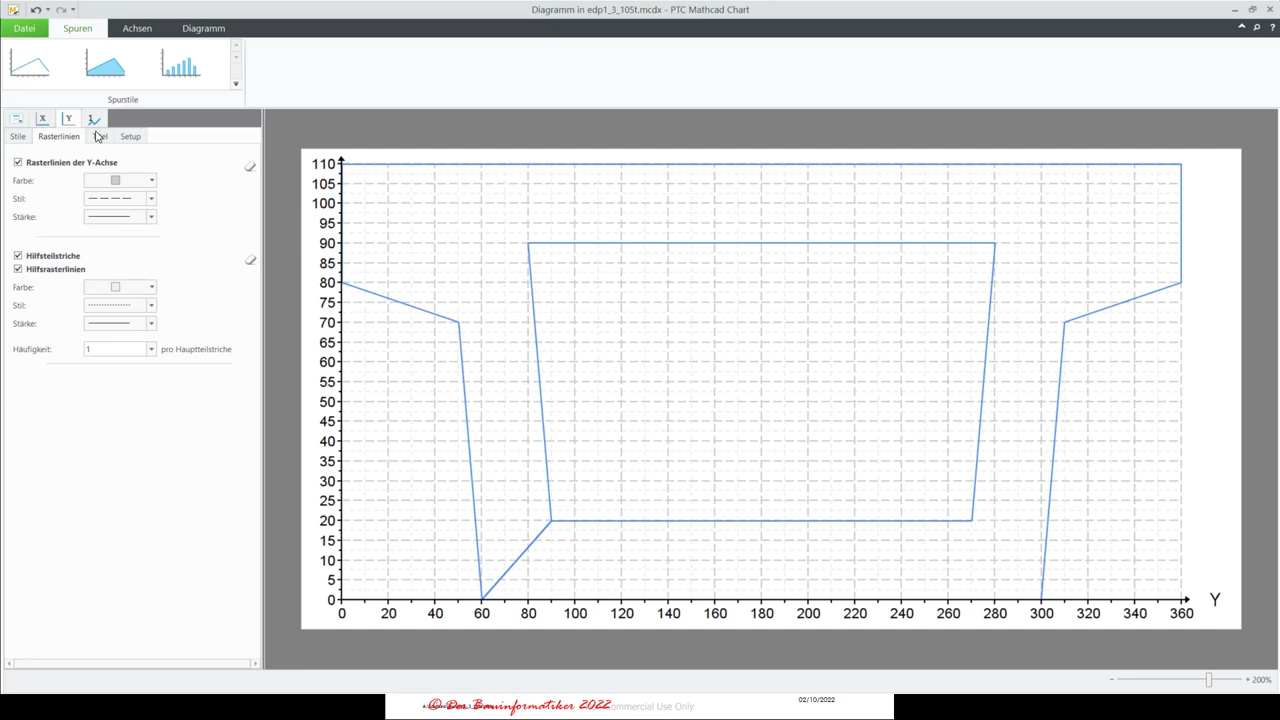 Diagramm in edp1_3_105t.mcdx - PTC Mathcad Chart
Datei Spuren Achsen Diagramm
Spurstile
X Y 1
Stile Rasterlinien Setup
Rasterlinien der Y-Achse
Farbe:
Stil:
Stärke:
Hilfsteilstriche
Hilfsrasterlinien
Farbe:
Stil:
Stärke:
Häufigkeit: 1 pro Hauptteilstriche
110
105
100
95
90
85
80
75
70
65
60
55
50
45
40
35
30
25
20
15
10
5
0
0 20 40 60 80 100 120 140 160 180 200 220 240 260 280 300 320 340 360 Y
200%
© Der Bauinformatiker 2022 ommercial Use Only
02/10/2022